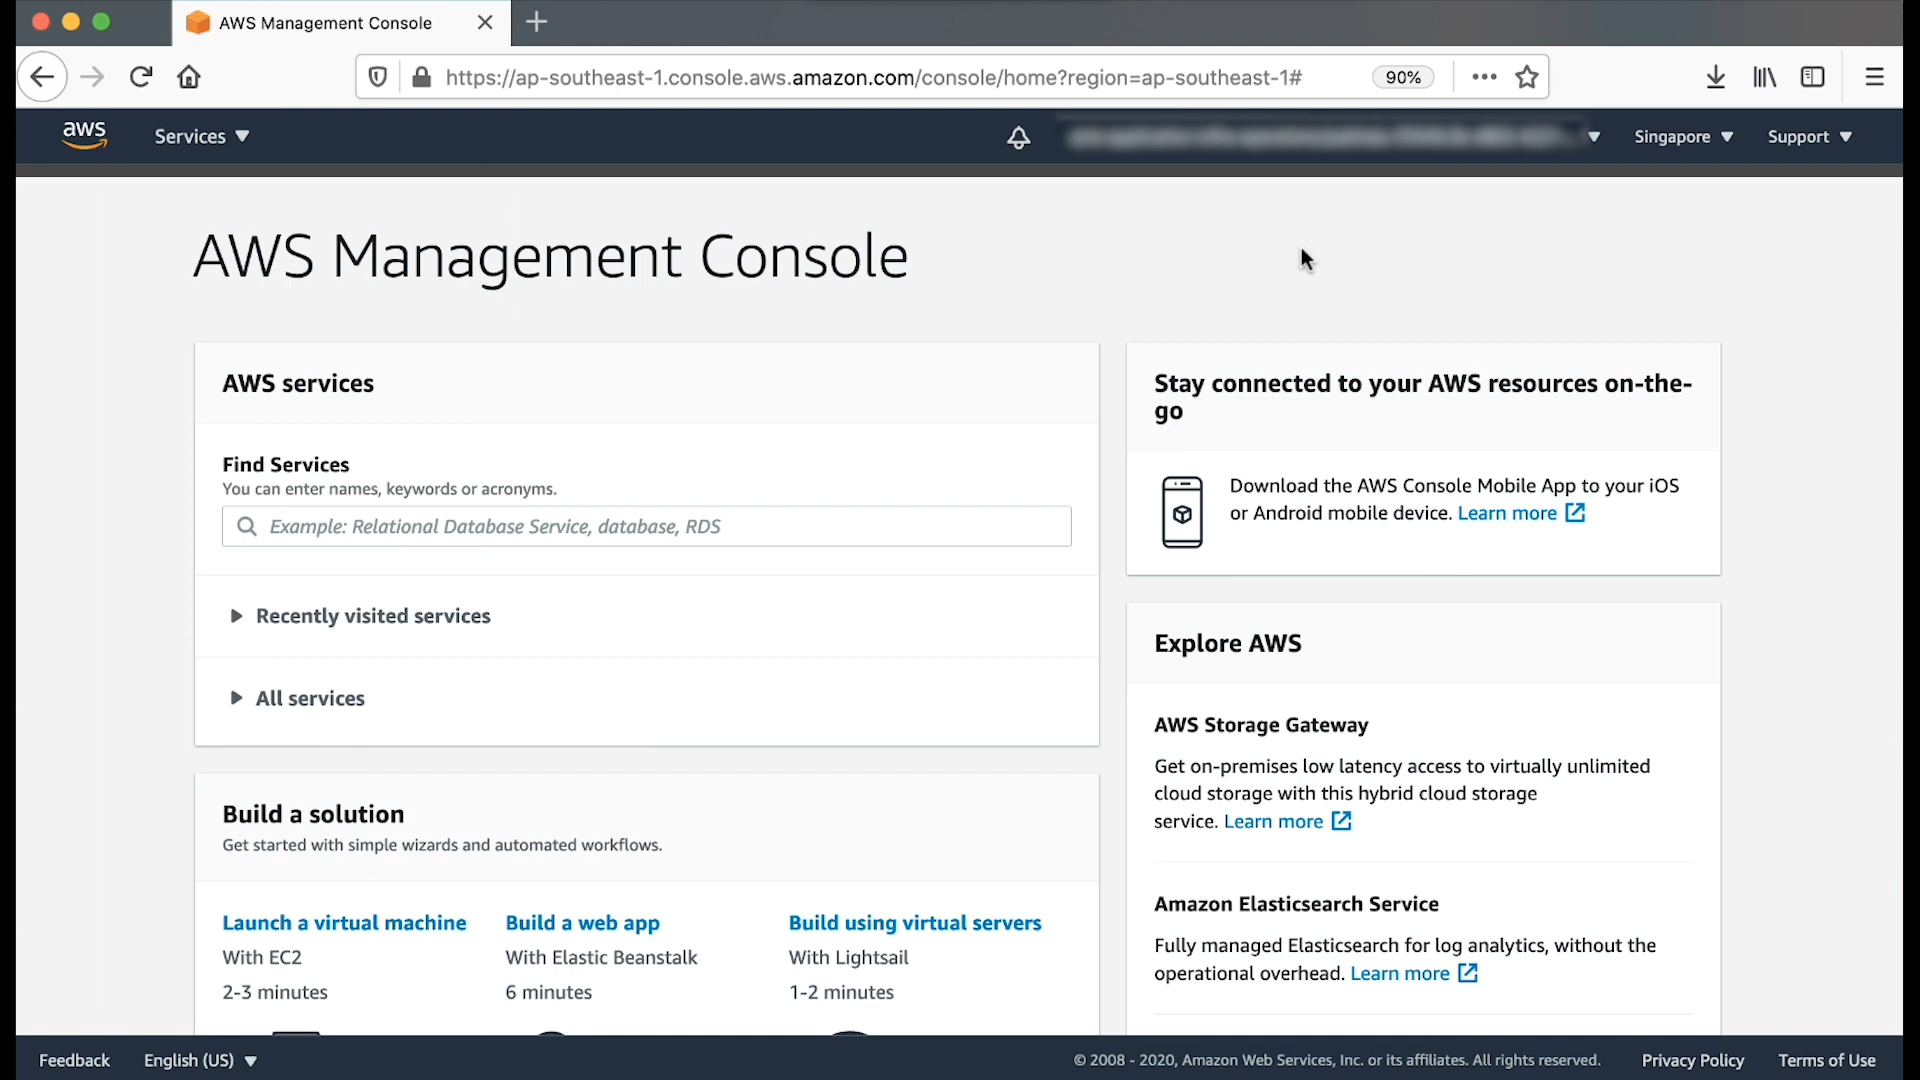 AWS Management Console
https://ap-southeast-1.console.aws.amazon.com/console/home?region=ap-southeast-1#
90%
aws
Services
Singapore
Support
AWS Management Console
AWS services
Find Services
You can enter names, keywords or acronyms.
Example: Relational Database Service, database, RDS
Recently visited services
All services
Build a solution
Get started with simple wizards and automated workflows.
Launch a virtual machine
With EC2
2-3 minutes
Build a web app
With Elastic Beanstalk
6 minutes
Build using virtual servers
With Lightsail
1-2 minutes
Stay connected to your AWS resources on-the-
go
Download the AWS Console Mobile App to your iOS
or Android mobile device. Learn more
Explore AWS
AWS Storage Gateway
Get on-premises low latency access to virtually unlimited
cloud storage with this hybrid cloud storage
service. Learn more
Amazon Elasticsearch Service
Fully managed Elasticsearch for log analytics, without the
operational overhead. Learn more
Feedback
English (US)
© 2008 - 2020, Amazon Web Services, Inc. or its affiliates. All rights reserved.
Privacy Policy
Terms of Use